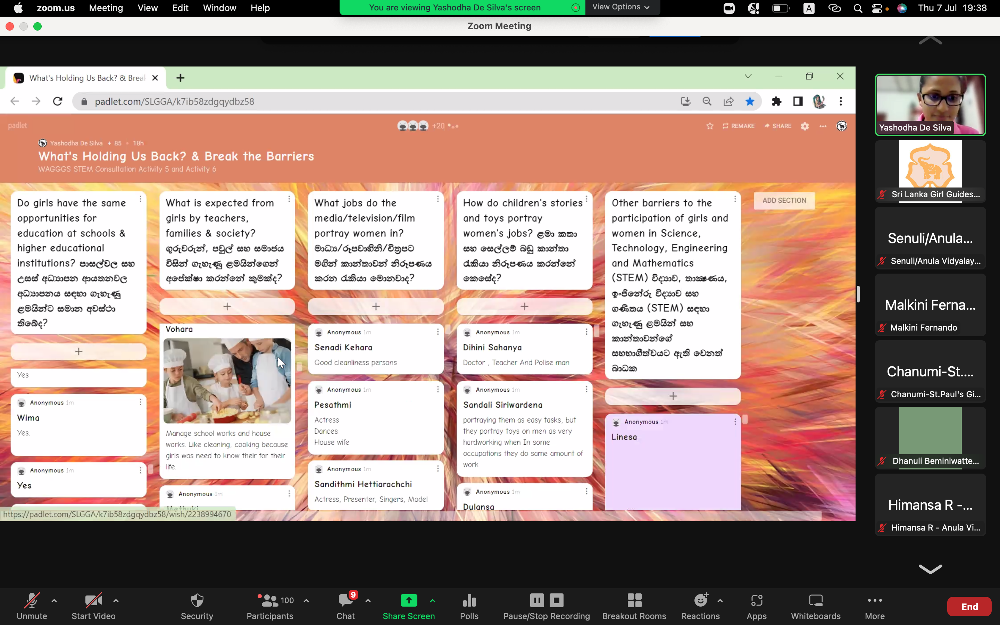 zoom.us Meeting View Edit Window Help
You are viewing Yashodha De Silva's screen
View Options
A
Thu 7 Jul 19:38
Zoom Meeting
What's Holding Us Back? & Brea
padlet.com/SLGGA/k7ib58zdgqydbz58
padlet
+20
REMAKE
SHARE
Yashodha De Silva + 85 • 18h
What's Holding Us Back? & Break the Barriers
WAGGGS STEM Consultation Activity 5 and Activity 6
Do girls have the same
opportunities for
education at schools &
higher educational
institutions? පාසල්වල සහ
උසස් අධ්‍යාපන ආයතනවල
අධ්‍යාපනය සඳහා ගැහැණු
ළමයින්ට සමාන අවස්ථා
තිබේද?
Yes
Anonymous 1m
Wima
Yes.
Anonymous 1m
Yes
What is expected from
girls by teachers,
families & society?
ගුරුවරුන්, පවුල් සහ සමාජය
විසින් ගැහැණු ළමයින්ගෙන්
අපේක්ෂා කරන්නේ කුමක්ද?
Vohara
Manage school works and house
works. Like cleaning, cooking because
girls was need to know their for their
life.
Anonymous 1m
Methuki
What jobs do the
media/television/film
portray women in?
මාධ්‍ය/රූපවාහිනි/චිත්‍රපට
මගින් කාන්තාවන් නිරූපණය
කරන රැකියා මොනවාද?
Anonymous 1m
Senadi Kehara
Good cleanliness persons
Anonymous 1m
Pesathmi
Actress
Dances
House wife
Anonymous 1m
Sandithmi Hettiarachchi
Actress, Presenter, Singers, Model
How do children's stories
and toys portray
women's jobs? ළමා කතා
සහ සෙල්ලම් බඩු කාන්තා
රැකියා නිරූපණය කරන්නේ
කෙසේද?
Anonymous 1m
Dihini Sahanya
Doctor , Teacher And Polise man
Anonymous 1m
Sandali Siriwardena
portraying them as easy tasks, but
they portray toys on men as very
hardworking when In some
occupations they do same amount of
work
Anonymous 1m
Dulansa
Other barriers to the
participation of girls and
women in Science,
Technology, Engineering
and Mathematics
(STEM) විද්‍යාව, තාක්ෂණය,
ඉංජිනේරු විද්‍යාව සහ
ගණිතය (STEM) සඳහා
ගැහැණු ළමයින් සහ
කාන්තාවන්ගේ
සහභාගීත්වයට ඇති වෙනත්
බාධක
Anonymous 1m
Linesa
ADD SECTION
https://padlet.com/SLGGA/k7ib58zdgqydbz58/wish/2238994670
Yashodha De Silva
Sri Lanka Girl Guides...
Senuli/Anula...
Senuli/Anula Vidyalay...
Malkini Ferna...
Malkini Fernando
Chanumi-St....
Chanumi-St.Paul's Gi...
Dhanuli Beminiwatte...
Himansa R -...
Himansa R - Anula Vi...
Unmute
Start Video
Security
100
Participants
9
Chat
Share Screen
Polls
Pause/Stop Recording
Breakout Rooms
Reactions
Apps
Whiteboards
More
End